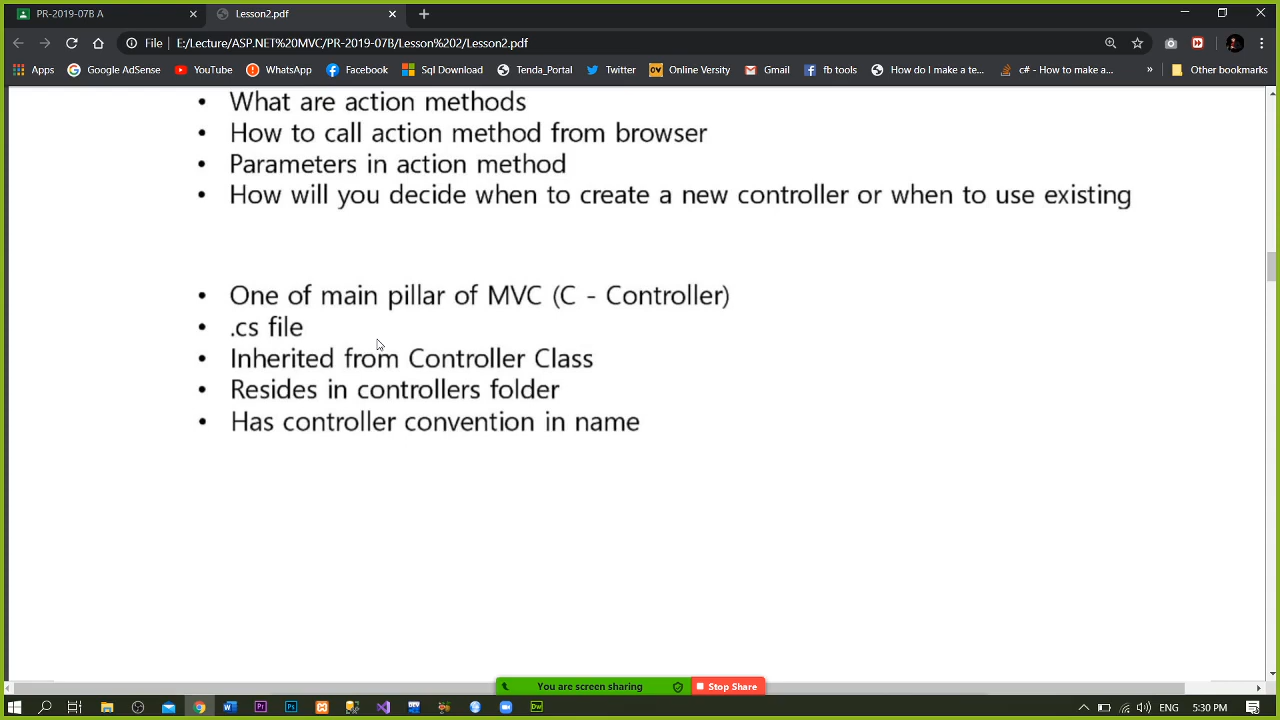 PR-2019-07B A
Lesson2.pdf
File
E:/Lecture/ASP.NET%20MVC/PR-2019-07B/Lesson%202/Lesson2.pdf
Apps
Google AdSense
YouTube
WhatsApp
Facebook
Sql Download
Tenda_Portal
Twitter
OV
Online Versity
Gmail
fb tools
How do I make a te...
c# - How to make a...
»
Other bookmarks
• What are action methods
• How to call action method from browser
• Parameters in action method
• How will you decide when to create a new controller or when to use existing
• One of main pillar of MVC (C - Controller)
• .cs file
• Inherited from Controller Class
• Resides in controllers folder
• Has controller convention in name
You are screen sharing
Stop Share
ENG
5:30 PM